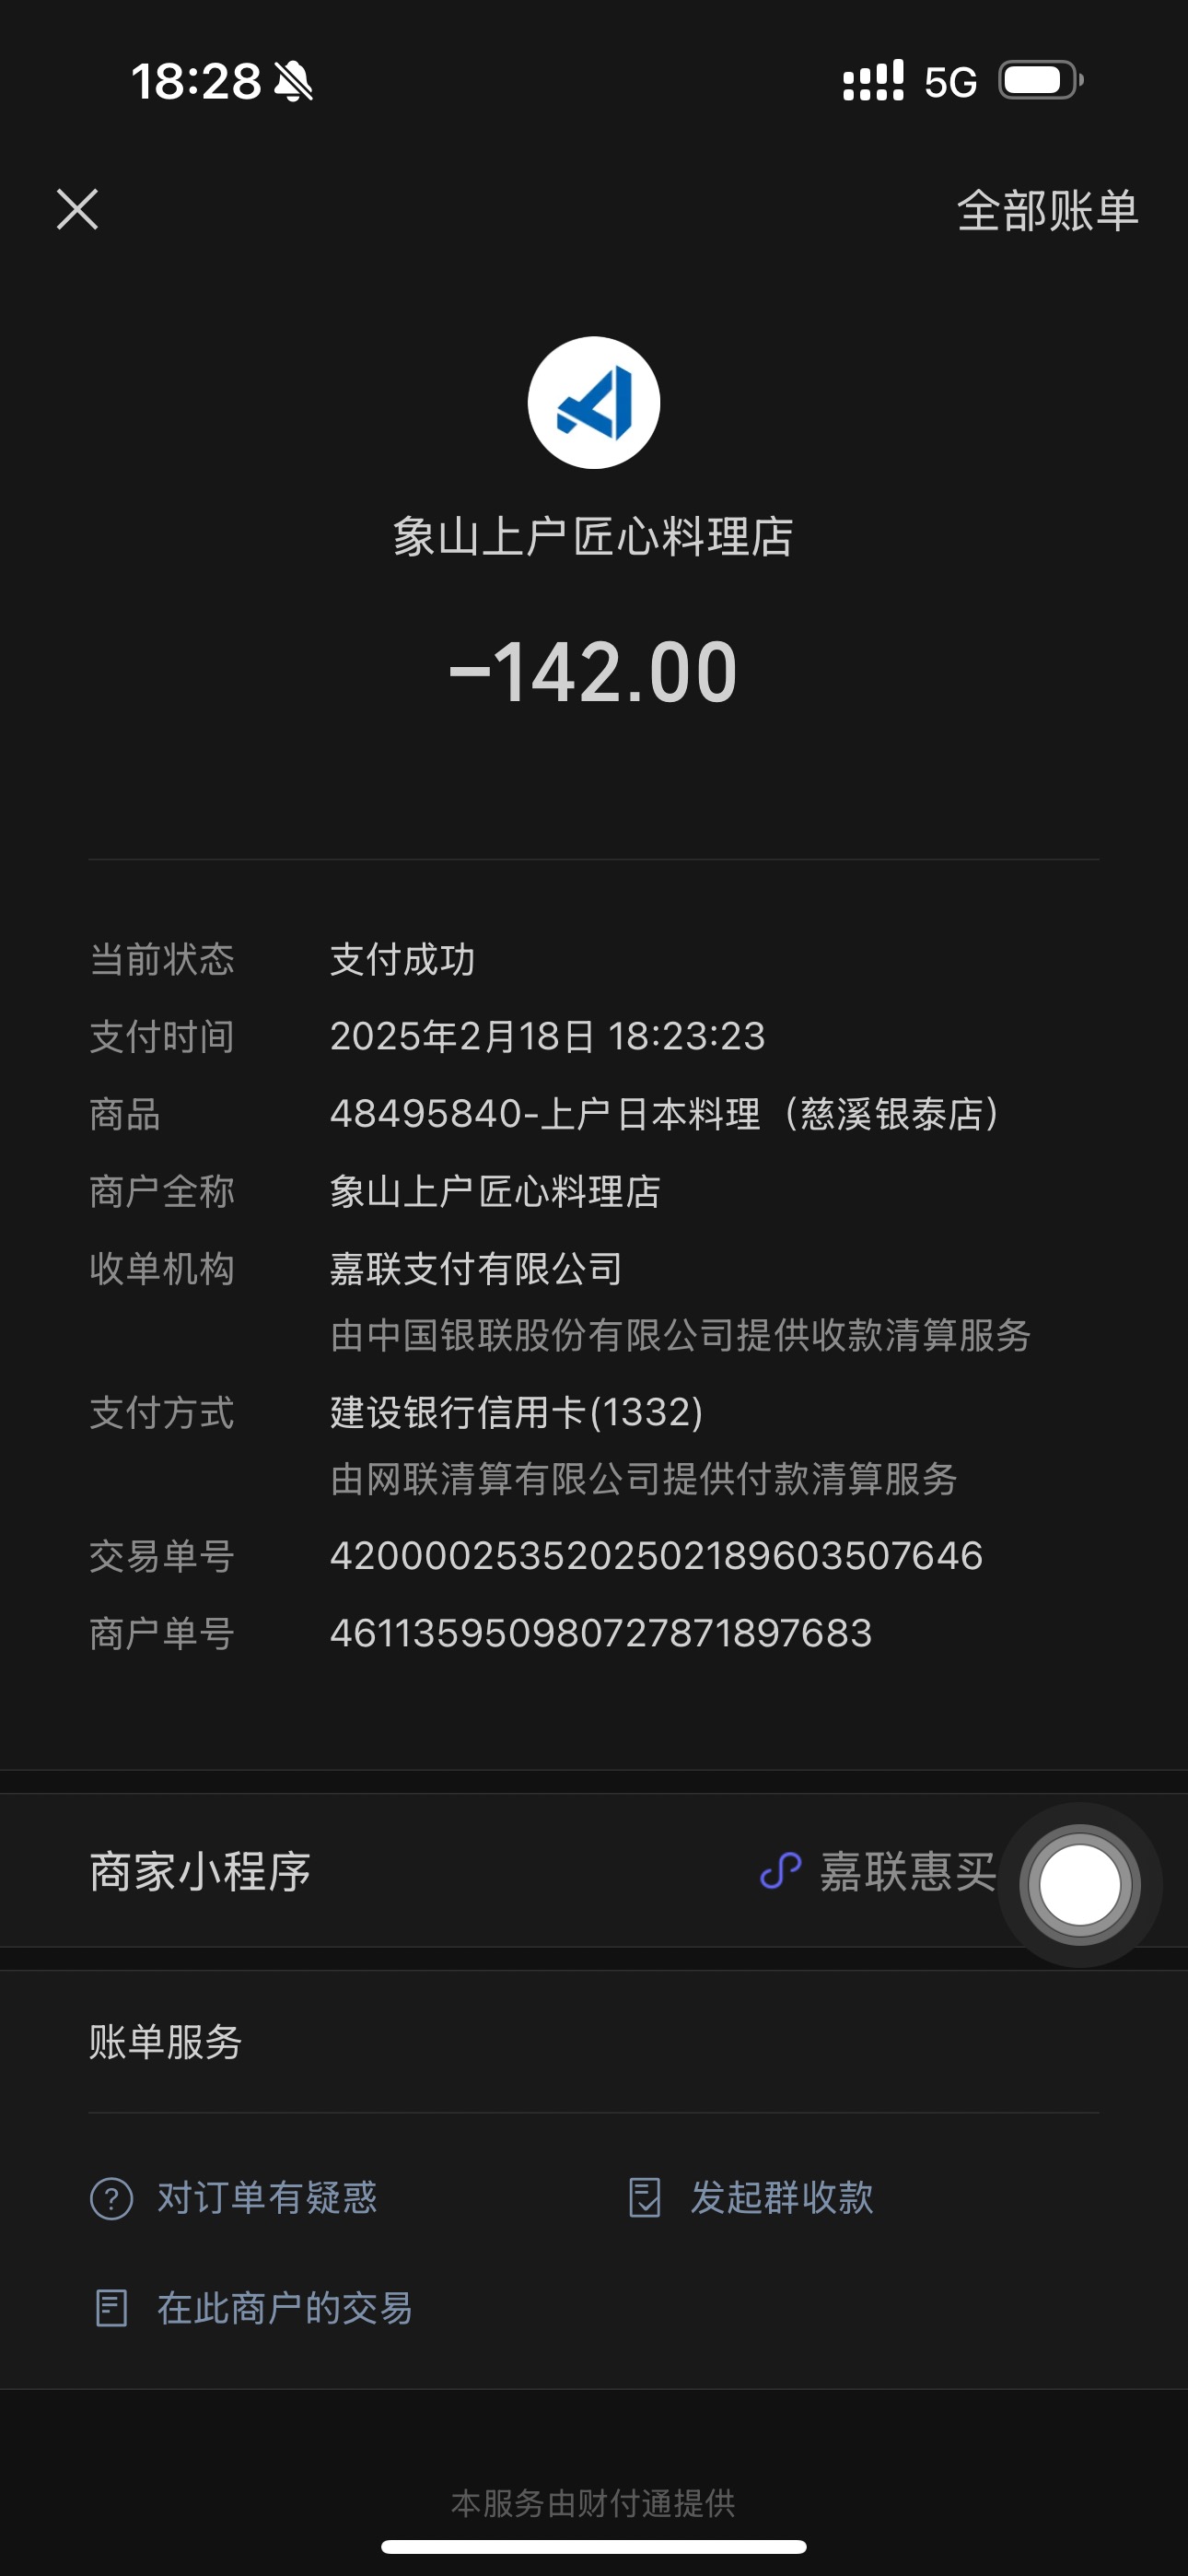 18:28 5G
全部账单
象山上户匠心料理店
-142.00
当前状态 支付成功
支付时间 2025年2月18日 18:23:23
商品 48495840-上户日本料理（慈溪银泰店）
商户全称 象山上户匠心料理店
收单机构 嘉联支付有限公司
由中国银联股份有限公司提供收款清算服务
支付方式 建设银行信用卡(1332)
由网联清算有限公司提供付款清算服务
交易单号 4200002535202502189603507646
商户单号 461135950980727871897683
商家小程序 嘉联惠买
账单服务
对订单有疑惑 发起群收款
在此商户的交易
本服务由财付通提供